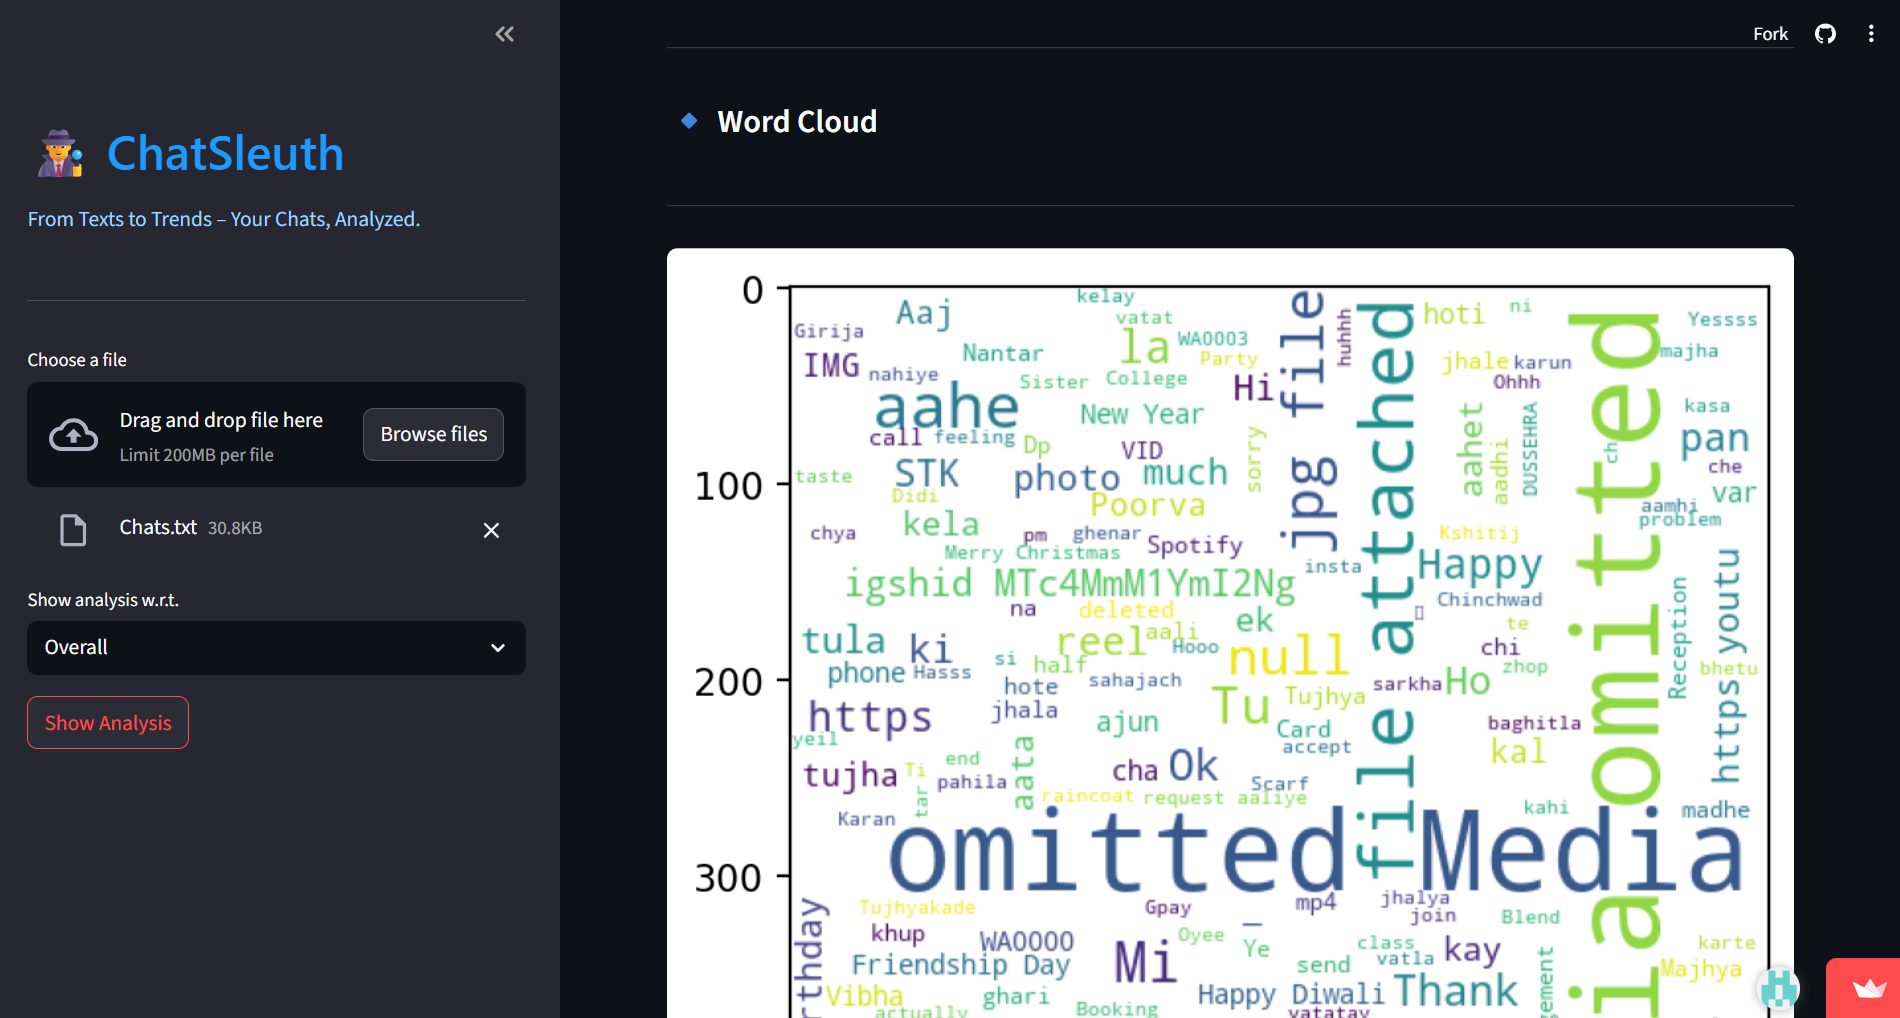 ChatSleuth
From Texts to Trends – Your Chats, Analyzed.
Choose a file
Drag and drop file here
Limit 200MB per file
Browse files
Chats.txt 30.8KB
Show analysis w.r.t.
Overall
Show Analysis
Fork
Word Cloud
0
100
200
300
kelay
Aaj
vatat
Girija
la
WA0003
Nantar
Party
IMG
nahiye
Sister
College
Hi
aahe
New Year
call
feeling
Dp
VID
sorry
STK
photo
much
taste
Didi
Poorva
kela
chya
pm
ghenar
Merry Christmas
Spotify
jpg file
huhhh
file attached
hoti
ni
Yessss
jhale
karun
majha
Ohhh
kasa
aahet
aadhi
DUSSEHRA
ch
pan
che
var
aamhi
problem
Kshitij
insta
Happy
Chinchwad
igshid MTc4MmM1YmI2Ng
na
deleted
ek
te
tula
ki
reel
aali
Hooo
null
chi
phone
Hasss
si
half
zhop
Reception
https youtu
bhetu
hote
sahajach
sarkha
Ho
jhala
Tu
Tujhya
https
ajun
Card
baghitla
yeil
accept
kal
aata
end
tujha
Ti
pahila
cha
Ok
Scarf
tar
raincoat
request
aaliye
kahi
madhe
Karan
omitted Media
ia omitted
rthday
Tujhyakade
Gpay
mp4
jhalya
join
Blend
khup
WA0000
Oyee
Ye
class
vatla
kay
karte
Friendship Day
Mi
send
Majhya
Vibha
ghari
Happy Diwali
Thank
gement
actually
Booking
vatatay